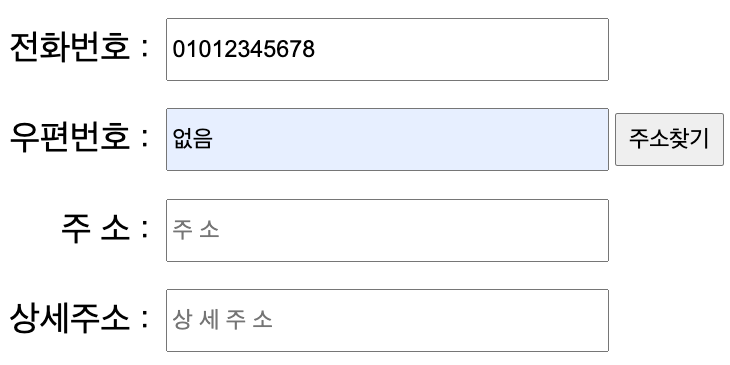 전화번호 : 01012345678
우편번호 : 없음 주소찾기
주 소 : 주 소
상세주소 : 상 세 주 소